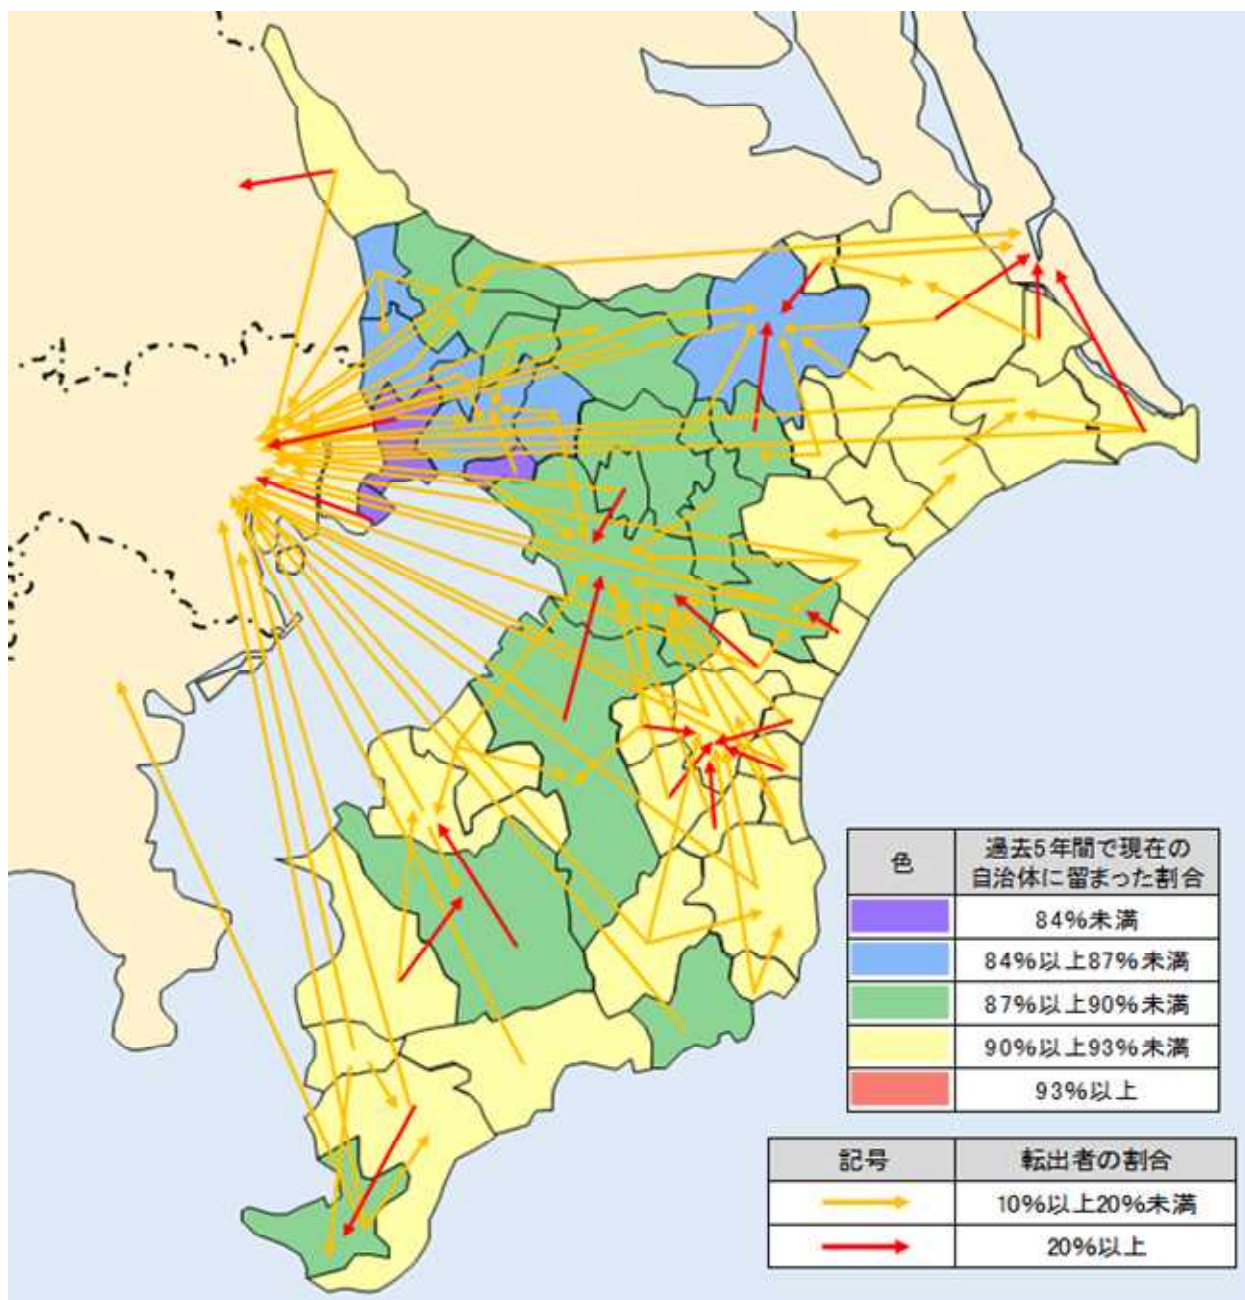 色 過去5年間で現在の
自治体に留まった割合
84%未満
84%以上87%未満
87%以上90%未満
90%以上93%未満
93%以上
記号 転出者の割合
10%以上20%未満
20%以上